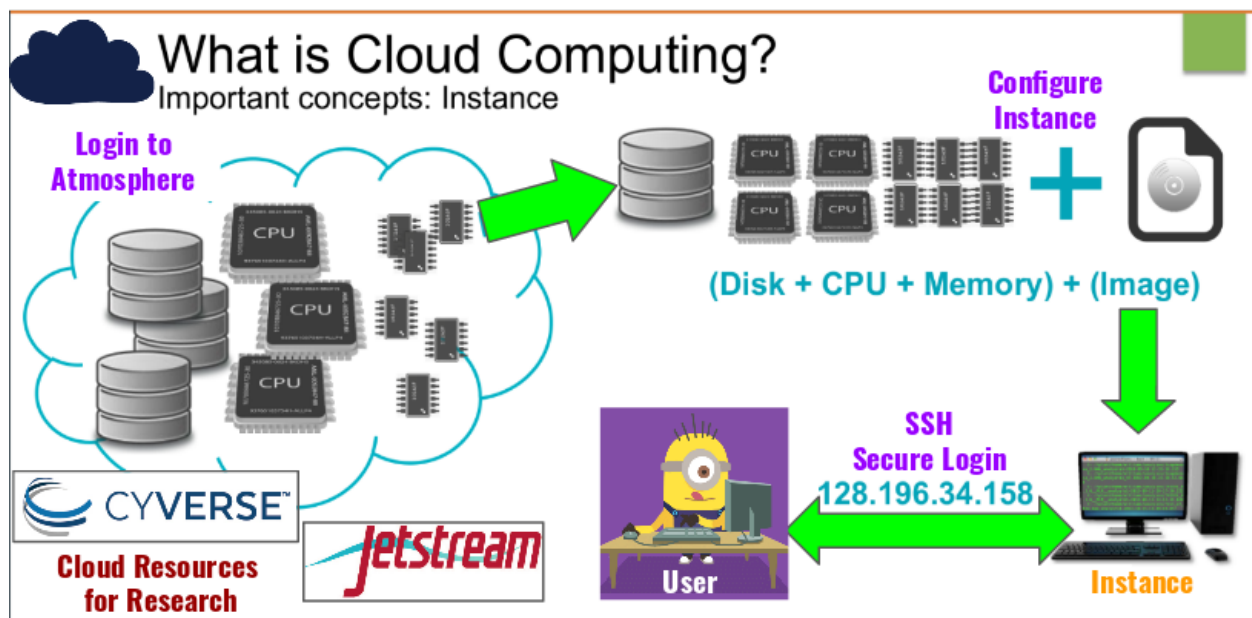 What is Cloud Computing?
Important concepts: Instance
Login to
Atmosphere
CPU
CPU
CPU
CPU
CPU
CPU
CPU
Configure
Instance
(Disk + CPU + Memory) + (Image)
CYVERSE™
Cloud Resources
for Research
Jetstream
SSH
Secure Login
128.196.34.158
User
Instance